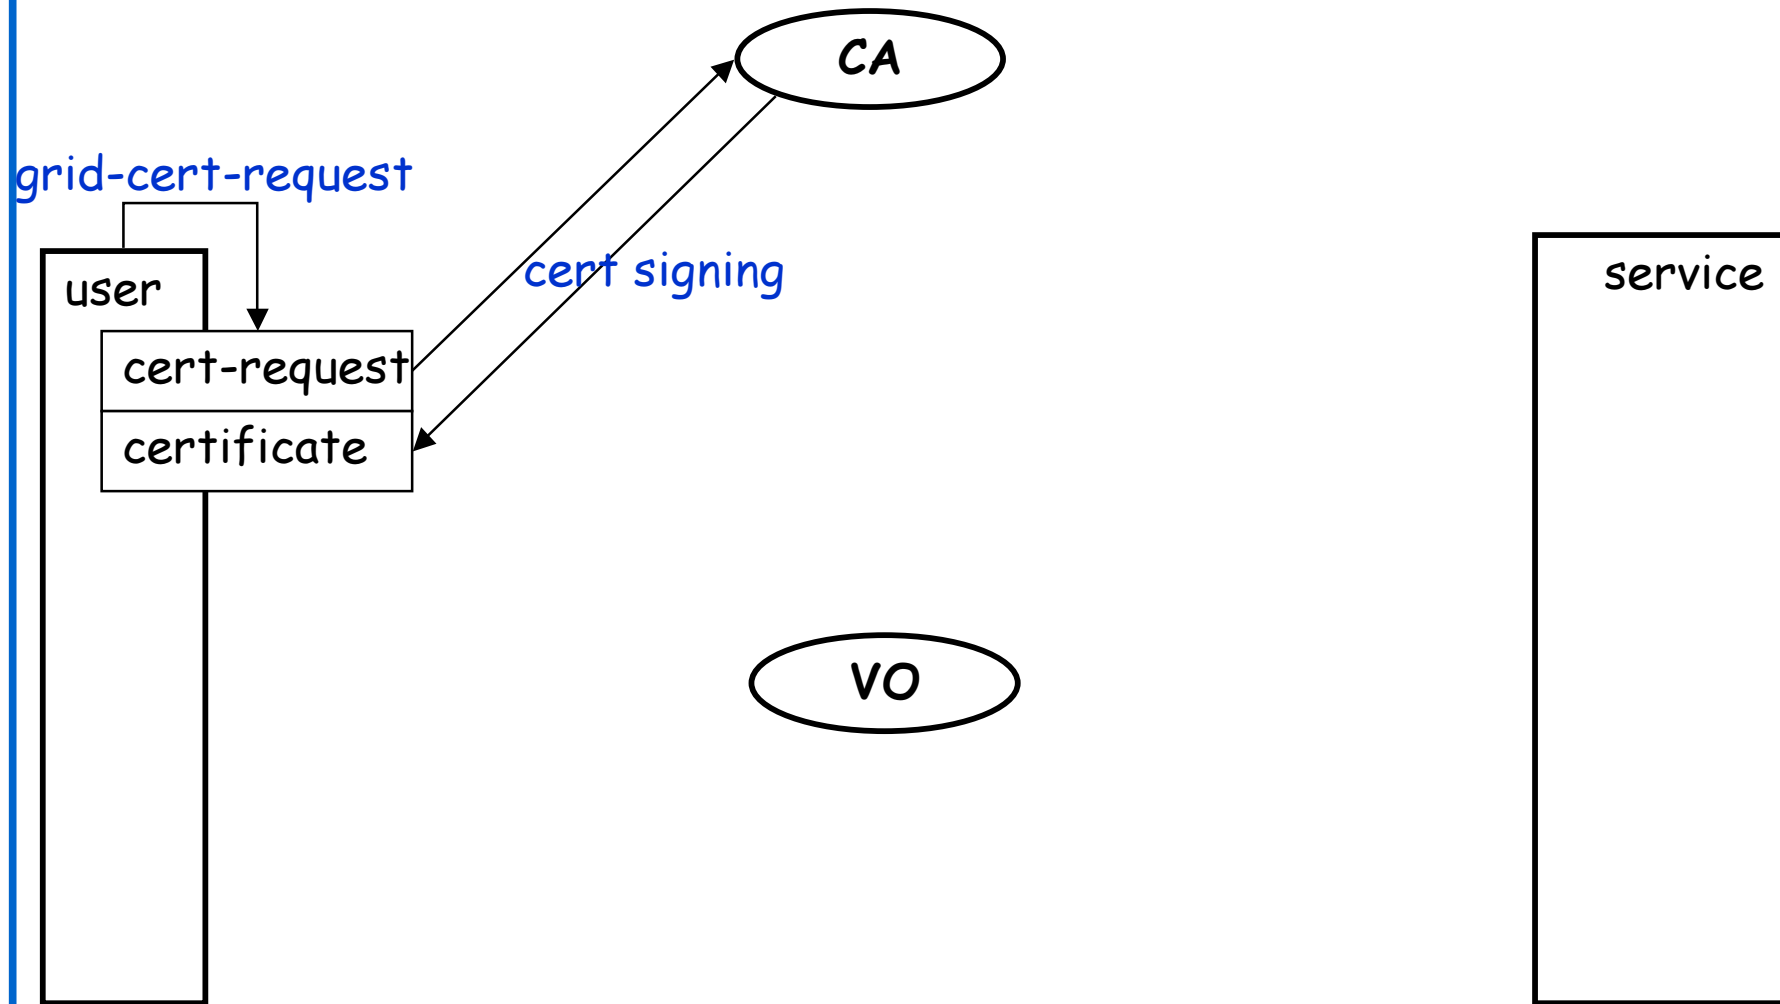 CA
grid-cert-request
cert signing
user
service
cert-request
certificate
VO